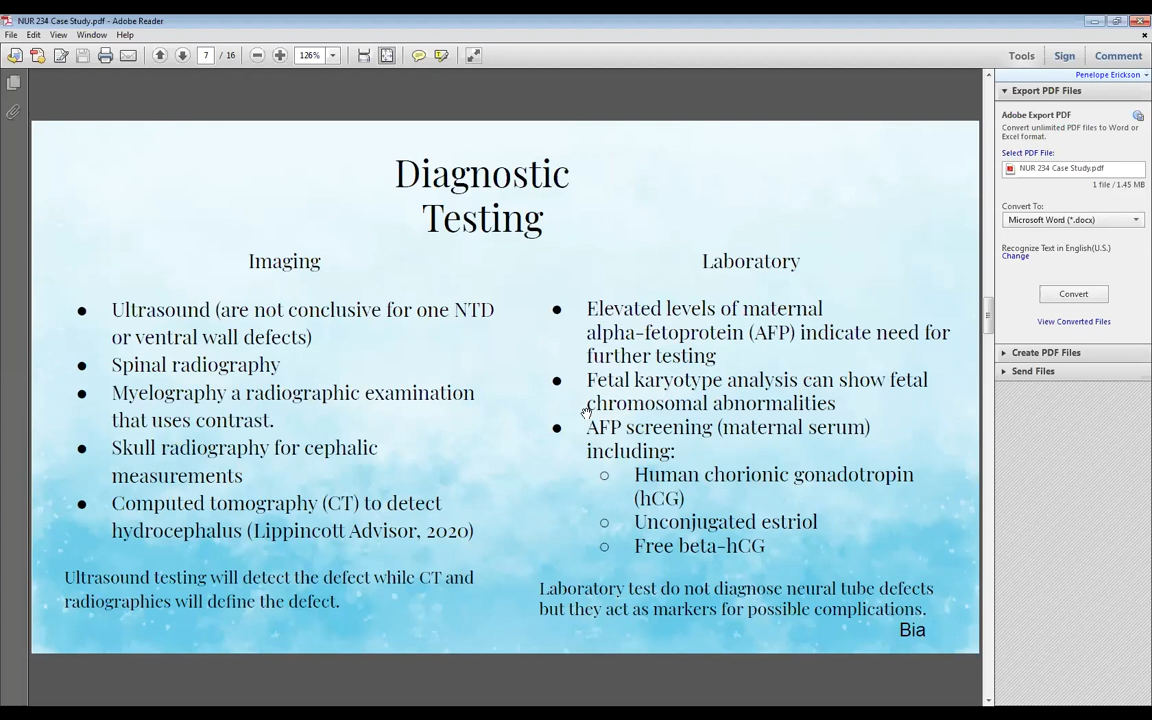 NUR 234 Case Study.pdf - Adobe Reader
File Edit View Window Help
7 / 16
126%
Tools Sign Comment
Penelope Erickson
Diagnostic
Testing
Imaging
● Ultrasound (are not conclusive for one NTD
or ventral wall defects)
● Spinal radiography
● Myelography a radiographic examination
that uses contrast.
● Skull radiography for cephalic
measurements
● Computed tomography (CT) to detect
hydrocephalus (Lippincott Advisor, 2020)
Ultrasound testing will detect the defect while CT and
radiographies will define the defect.
Laboratory
● Elevated levels of maternal
alpha-fetoprotein (AFP) indicate need for
further testing
● Fetal karyotype analysis can show fetal
chromosomal abnormalities
● AFP screening (maternal serum)
including:
○ Human chorionic gonadotropin
(hCG)
○ Unconjugated estriol
○ Free beta-hCG
Laboratory test do not diagnose neural tube defects
but they act as markers for possible complications.
Bia
Export PDF Files
Adobe Export PDF
Convert unlimited PDF files to Word or
Excel format.
Select PDF File:
NUR 234 Case Study.pdf
1 file / 1.45 MB
Convert To:
Microsoft Word (*.docx)
Recognize Text in English(U.S.)
Change
Convert
View Converted Files
Create PDF Files
Send Files